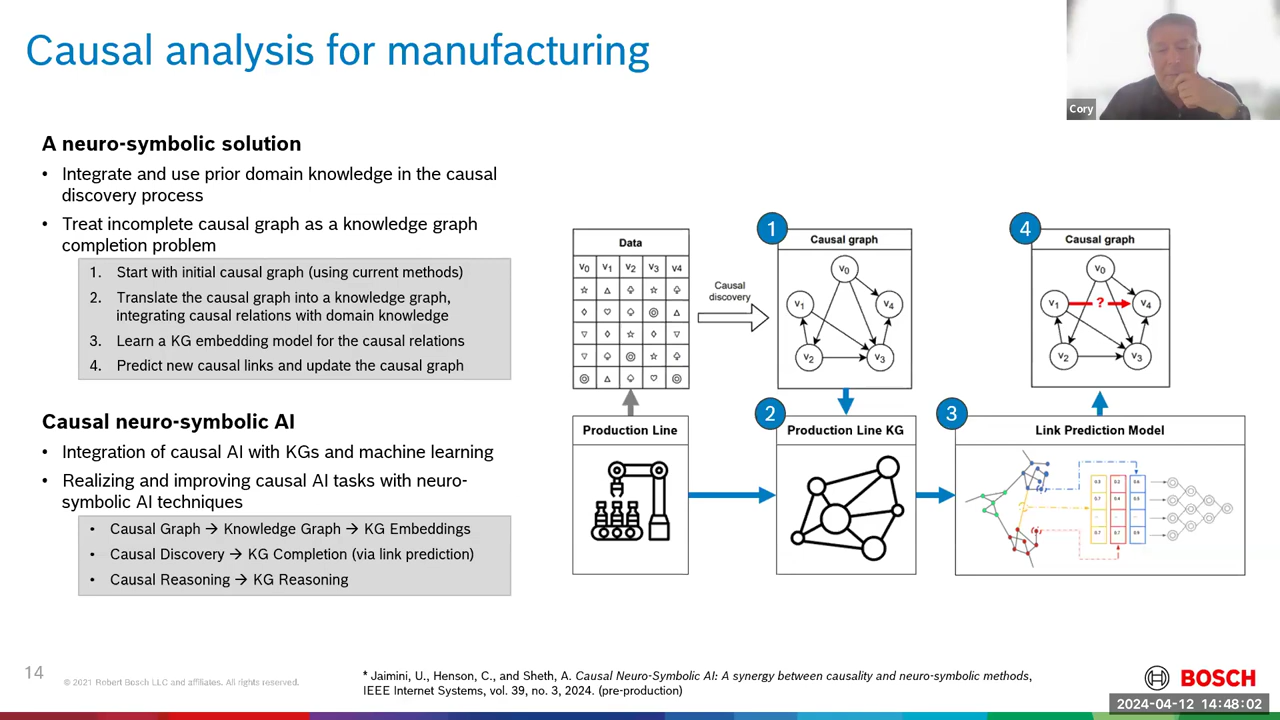 Causal analysis for manufacturing
Cory
A neuro-symbolic solution
• Integrate and use prior domain knowledge in the causal
discovery process
• Treat incomplete causal graph as a knowledge graph
completion problem
1. Start with initial causal graph (using current methods)
2. Translate the causal graph into a knowledge graph,
integrating causal relations with domain knowledge
3. Learn a KG embedding model for the causal relations
4. Predict new causal links and update the causal graph
Causal neuro-symbolic AI
• Integration of causal AI with KGs and machine learning
• Realizing and improving causal AI tasks with neuro-
symbolic AI techniques
• Causal Graph → Knowledge Graph → KG Embeddings
• Causal Discovery → KG Completion (via link prediction)
• Causal Reasoning → KG Reasoning
Data
v0 v1 v2 v3 v4
Causal
discovery
1
Causal graph
v0
v1
v4
v2
v3
4
Causal graph
v0
v1
?
v4
v2
v3
Production Line
2
Production Line KG
3
Link Prediction Model
14
© 2021 Robert Bosch LLC and affiliates. All rights reserved.
* Jaimini, U., Henson, C., and Sheth, A. Causal Neuro-Symbolic AI: A synergy between causality and neuro-symbolic methods,
IEEE Internet Systems, vol. 39, no. 3, 2024. (pre-production)
BOSCH
2024-04-12 14:48:02